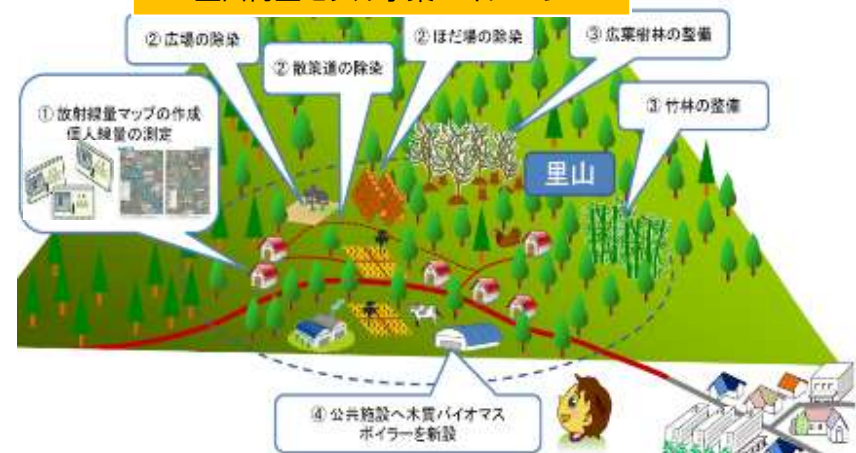 ② 広場の除染
② ほだ場の除染
③ 広葉樹林の整備
② 散策道の除染
① 放射線量マップの作成
個人線量の測定
③ 竹林の整備
里山
④ 公共施設へ木質バイオマス
ボイラーを新設